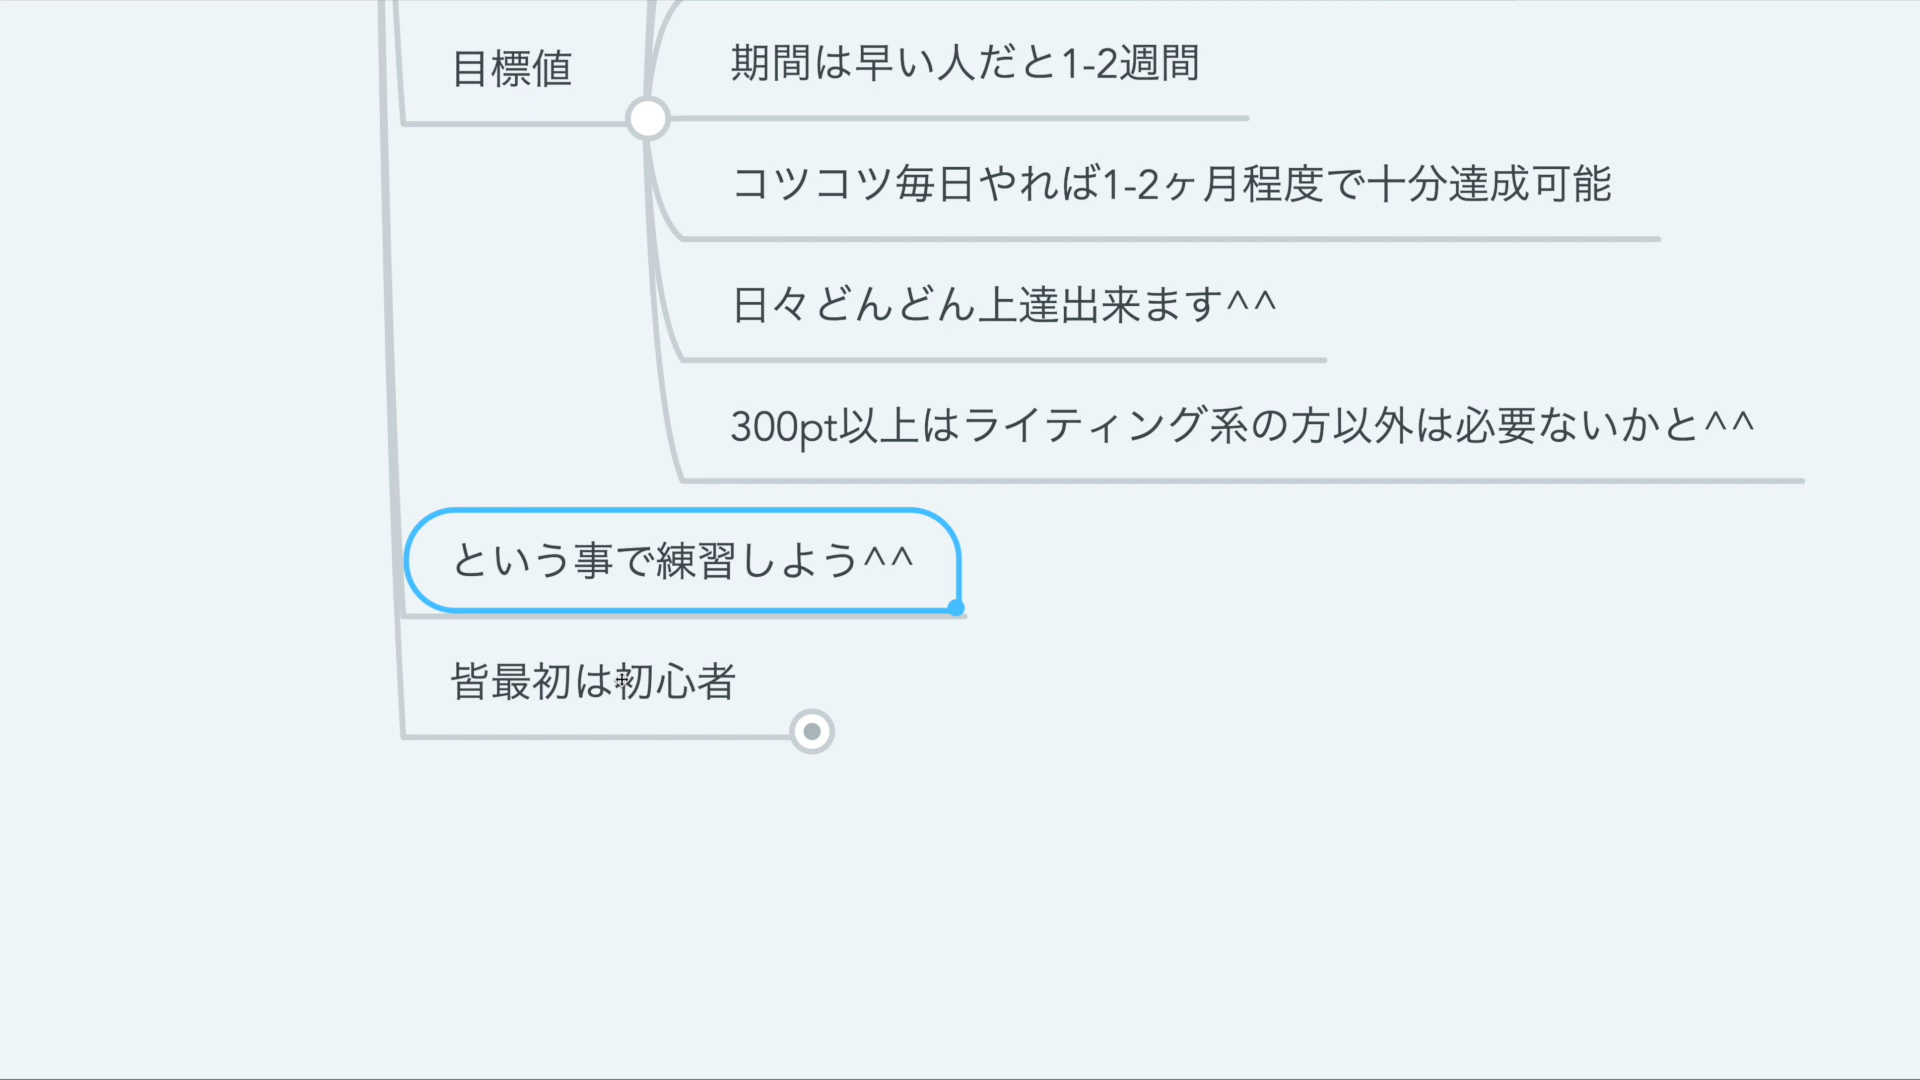 目標値
期間は早い人だと1-2週間
コツコツ毎日やれば1-2ヶ月程度で十分達成可能
日々どんどん上達出来ます^^
300pt以上はライティング系の方以外は必要ないかと^^
という事で練習しよう^^
皆最初は初心者